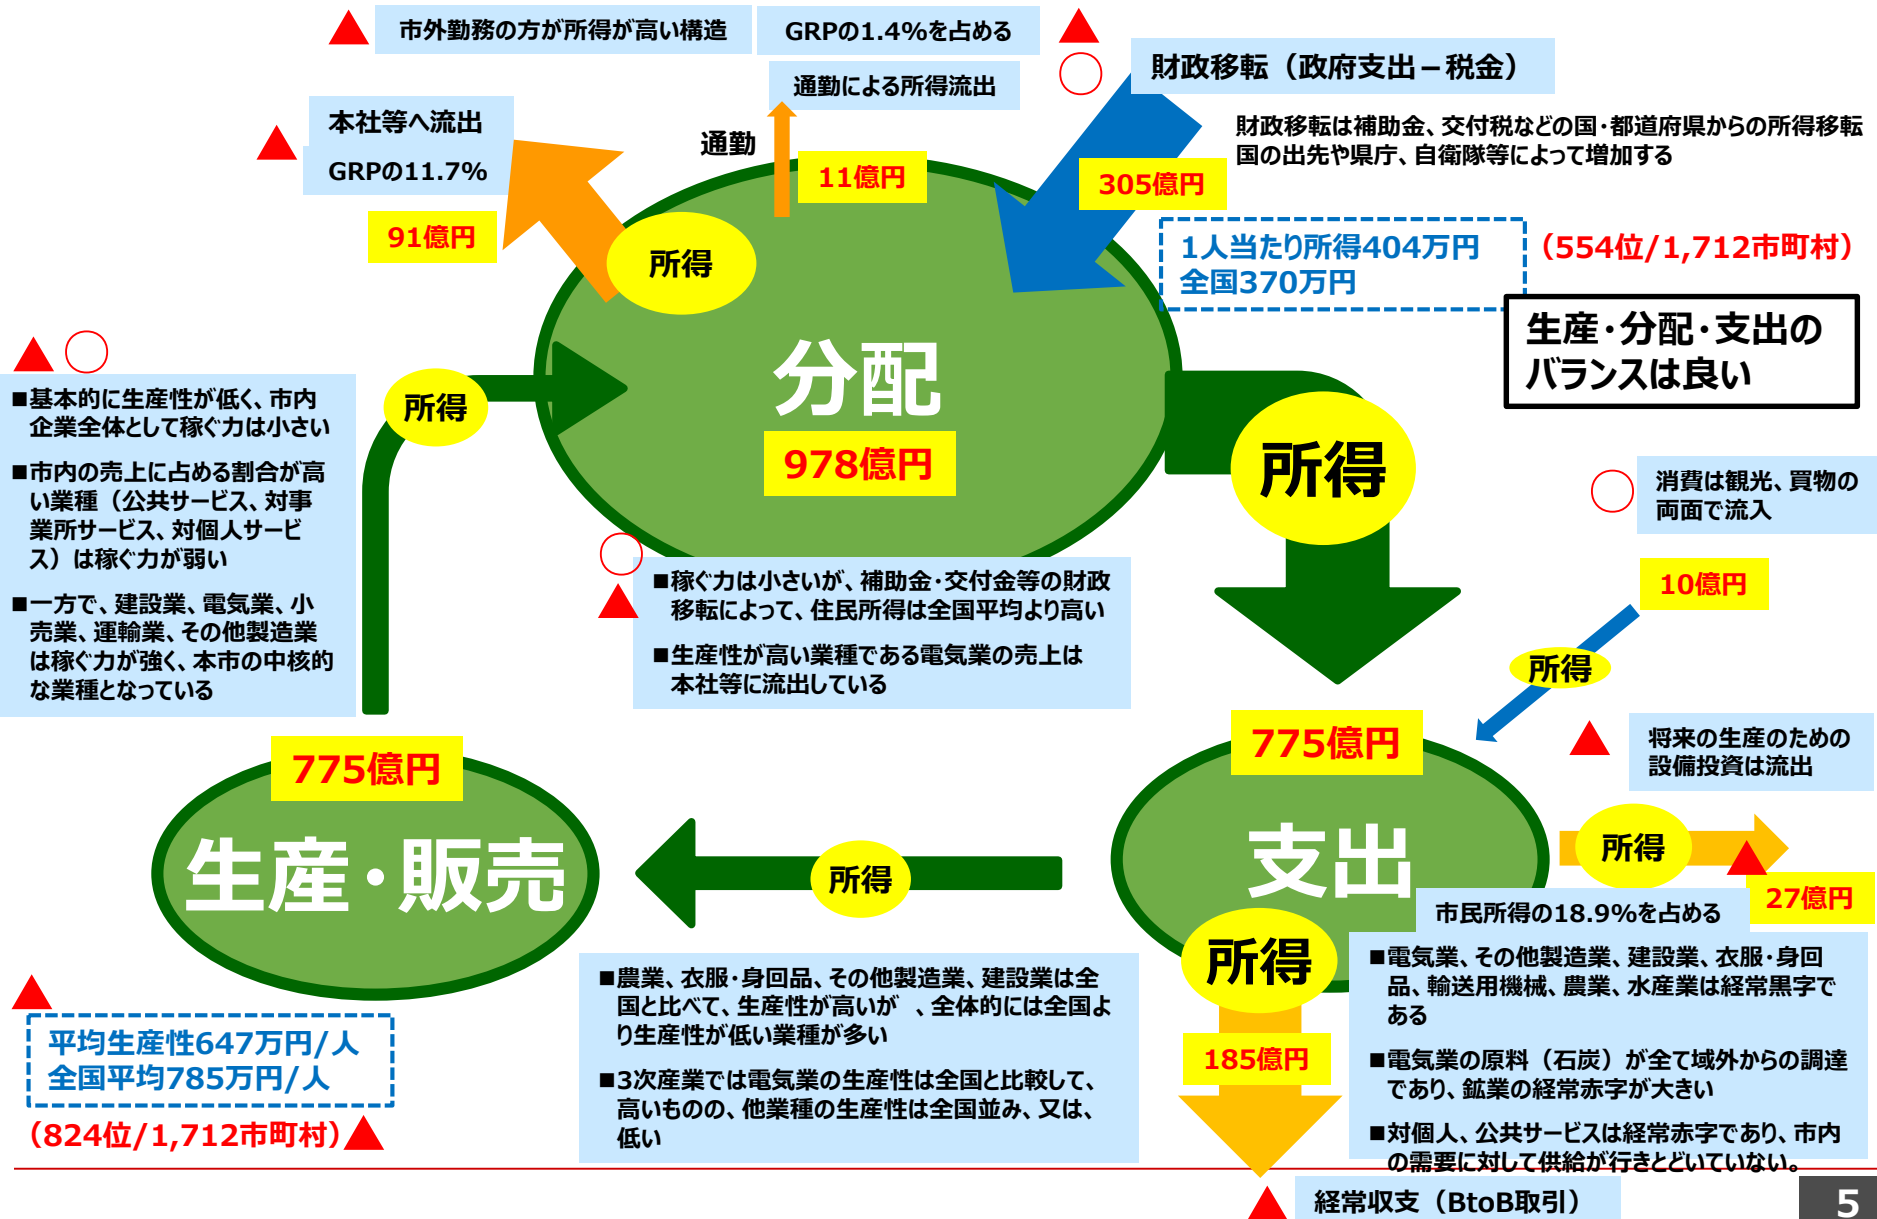 市外勤務の方が所得が高い構造
GRPの1.4%を占める
通勤による所得流出
財政移転（政府支出－税金）
財政移転は補助金、交付税などの国・都道府県からの所得移転
国の出先や県庁、自衛隊等によって増加する
本社等へ流出
GRPの11.7%
通勤
11億円
305億円
91億円
所得
1人当たり所得404万円
全国370万円
（554位/1,712市町村）
生産・分配・支出の
バランスは良い
分配
978億円
所得
■基本的に生産性が低く、市内
企業全体として稼ぐ力は小さい
■市内の売上に占める割合が高
い業種（公共サービス、対事
業所サービス、対個人サービ
ス）は稼ぐ力が弱い
■一方で、建設業、電気業、小
売業、運輸業、その他製造業
は稼ぐ力が強く、本市の中核的
な業種となっている
所得
消費は観光、買物の
両面で流入
10億円
所得
■稼ぐ力は小さいが、補助金・交付金等の財政
移転によって、住民所得は全国平均より高い
■生産性が高い業種である電気業の売上は
本社等に流出している
将来の生産のための
設備投資は流出
775億円
生産・販売
所得
775億円
支出
所得
27億円
市民所得の18.9%を占める
所得
185億円
■農業、衣服・身回品、その他製造業、建設業は全
国と比べて、生産性が高いが 、全体的には全国よ
り生産性が低い業種が多い
■3次産業では電気業の生産性は全国と比較して、
高いものの、他業種の生産性は全国並み、又は、
低い
■電気業、その他製造業、建設業、衣服・身回
品、輸送用機械、農業、水産業は経常黒字で
ある
■電気業の原料（石炭）が全て域外からの調達
であり、鉱業の経常赤字が大きい
■対個人、公共サービスは経常赤字であり、市内
の需要に対して供給が行きとどいていない。
平均生産性647万円/人
全国平均785万円/人
（824位/1,712市町村）
経常収支（BtoB取引）
5